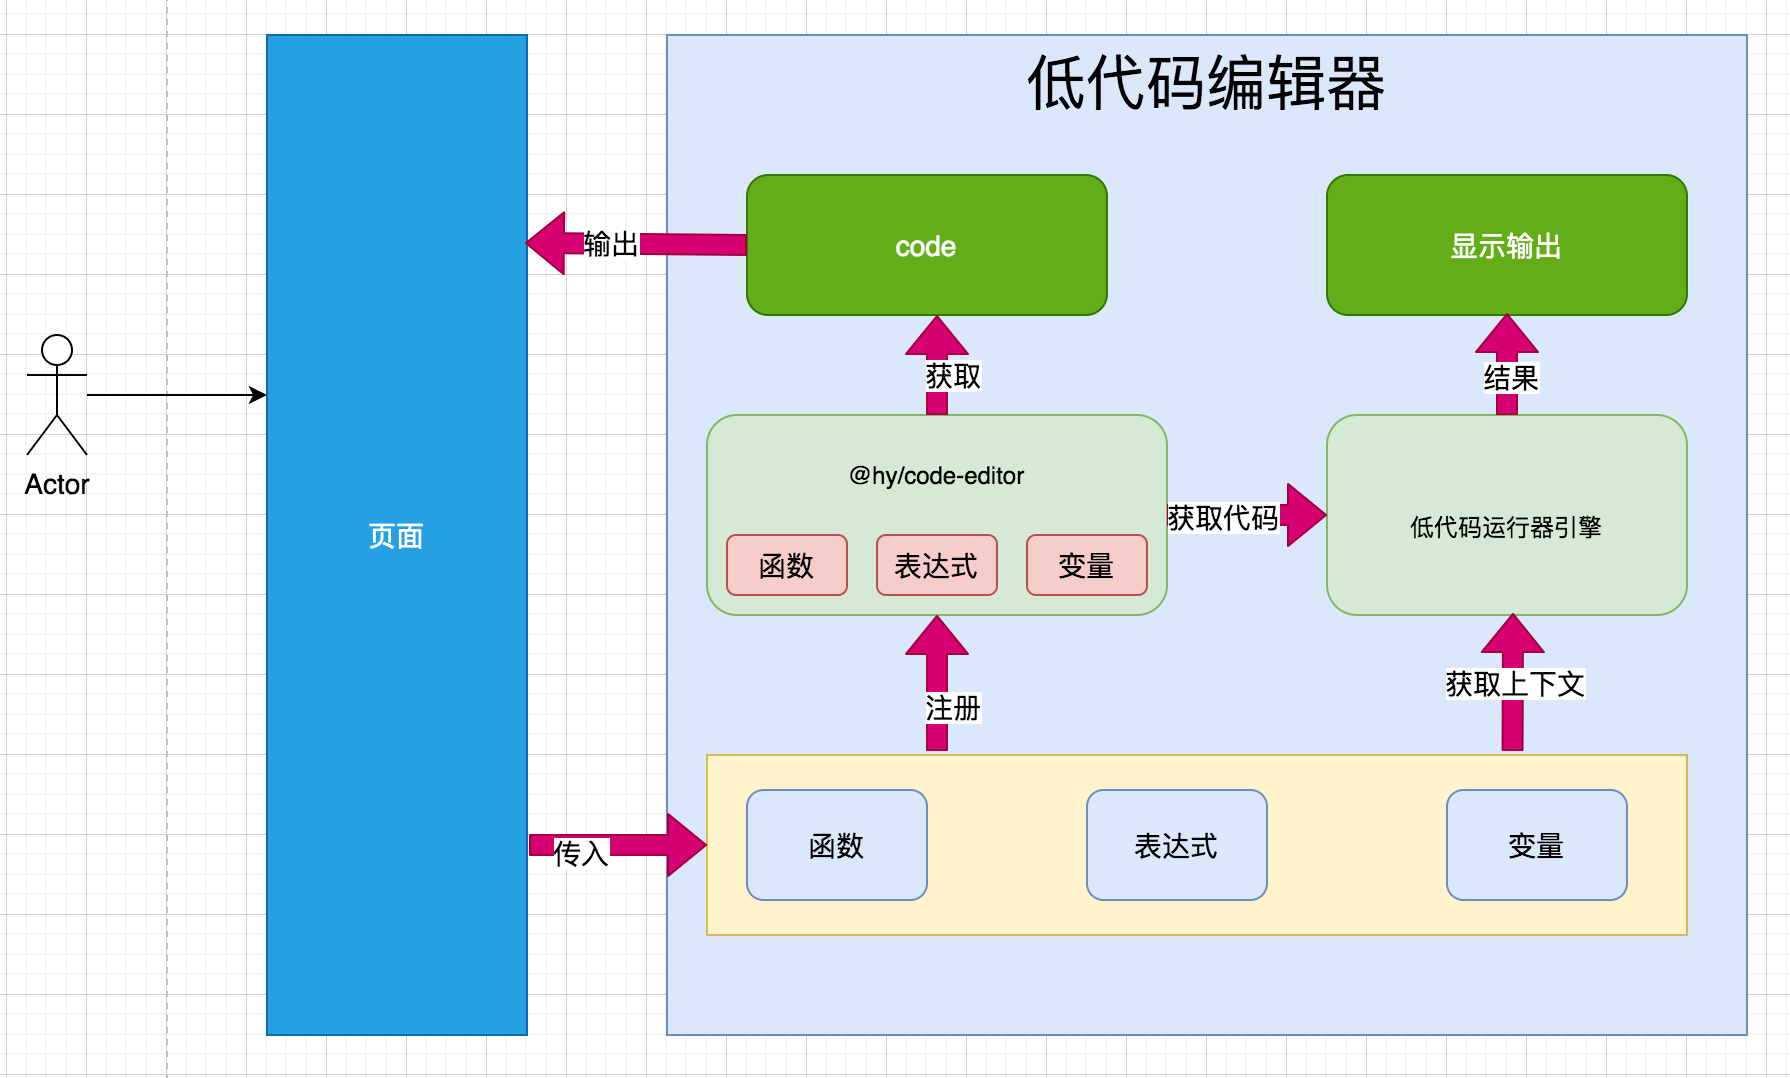 低代码编辑器
code
显示输出
输出
获取
结果
Actor
页面
@hy/code-editor
函数
表达式
变量
获取代码
低代码运行器引擎
注册
获取上下文
传入
函数
表达式
变量